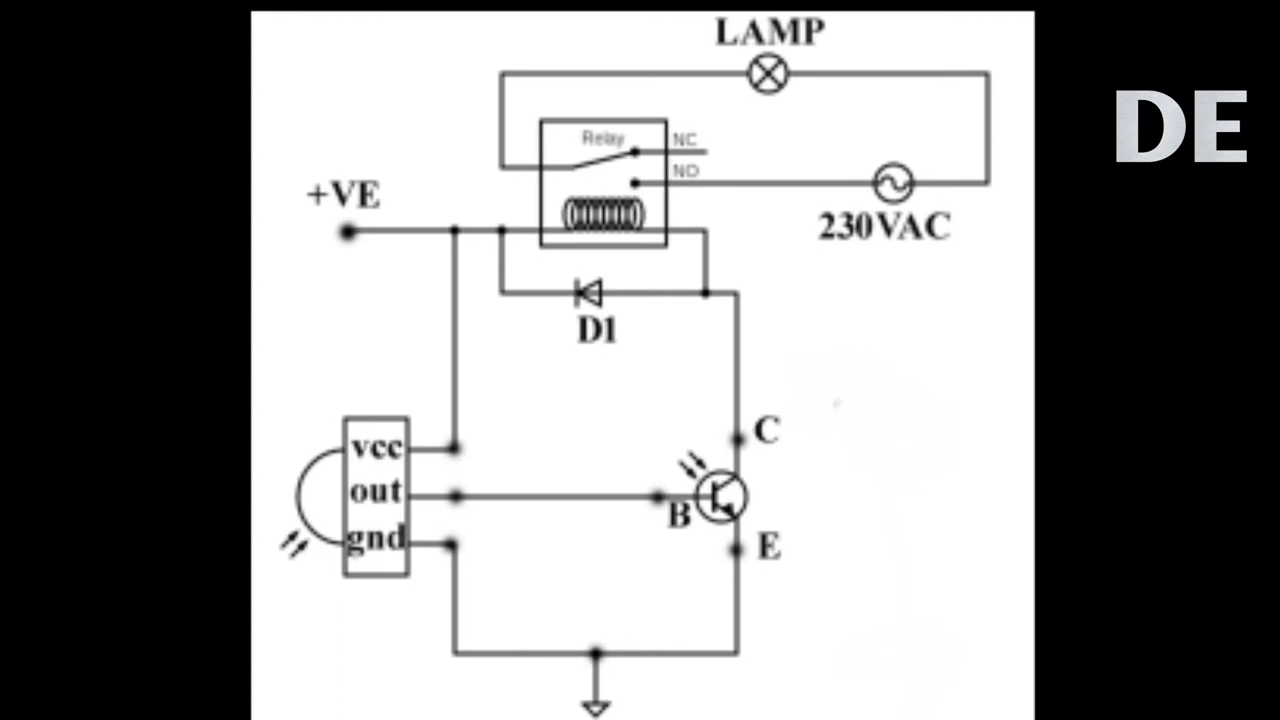 LAMP
DE
Relay
NC
NO
+VE
230VAC
D1
C
vcc
out
B
gnd
E